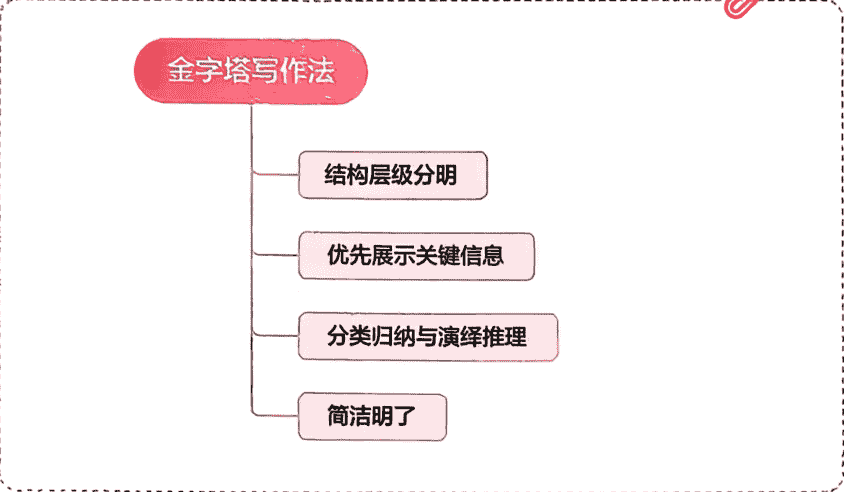 金字塔写作法
结构层级分明
优先展示关键信息
分类归纳与演绎推理
简洁明了